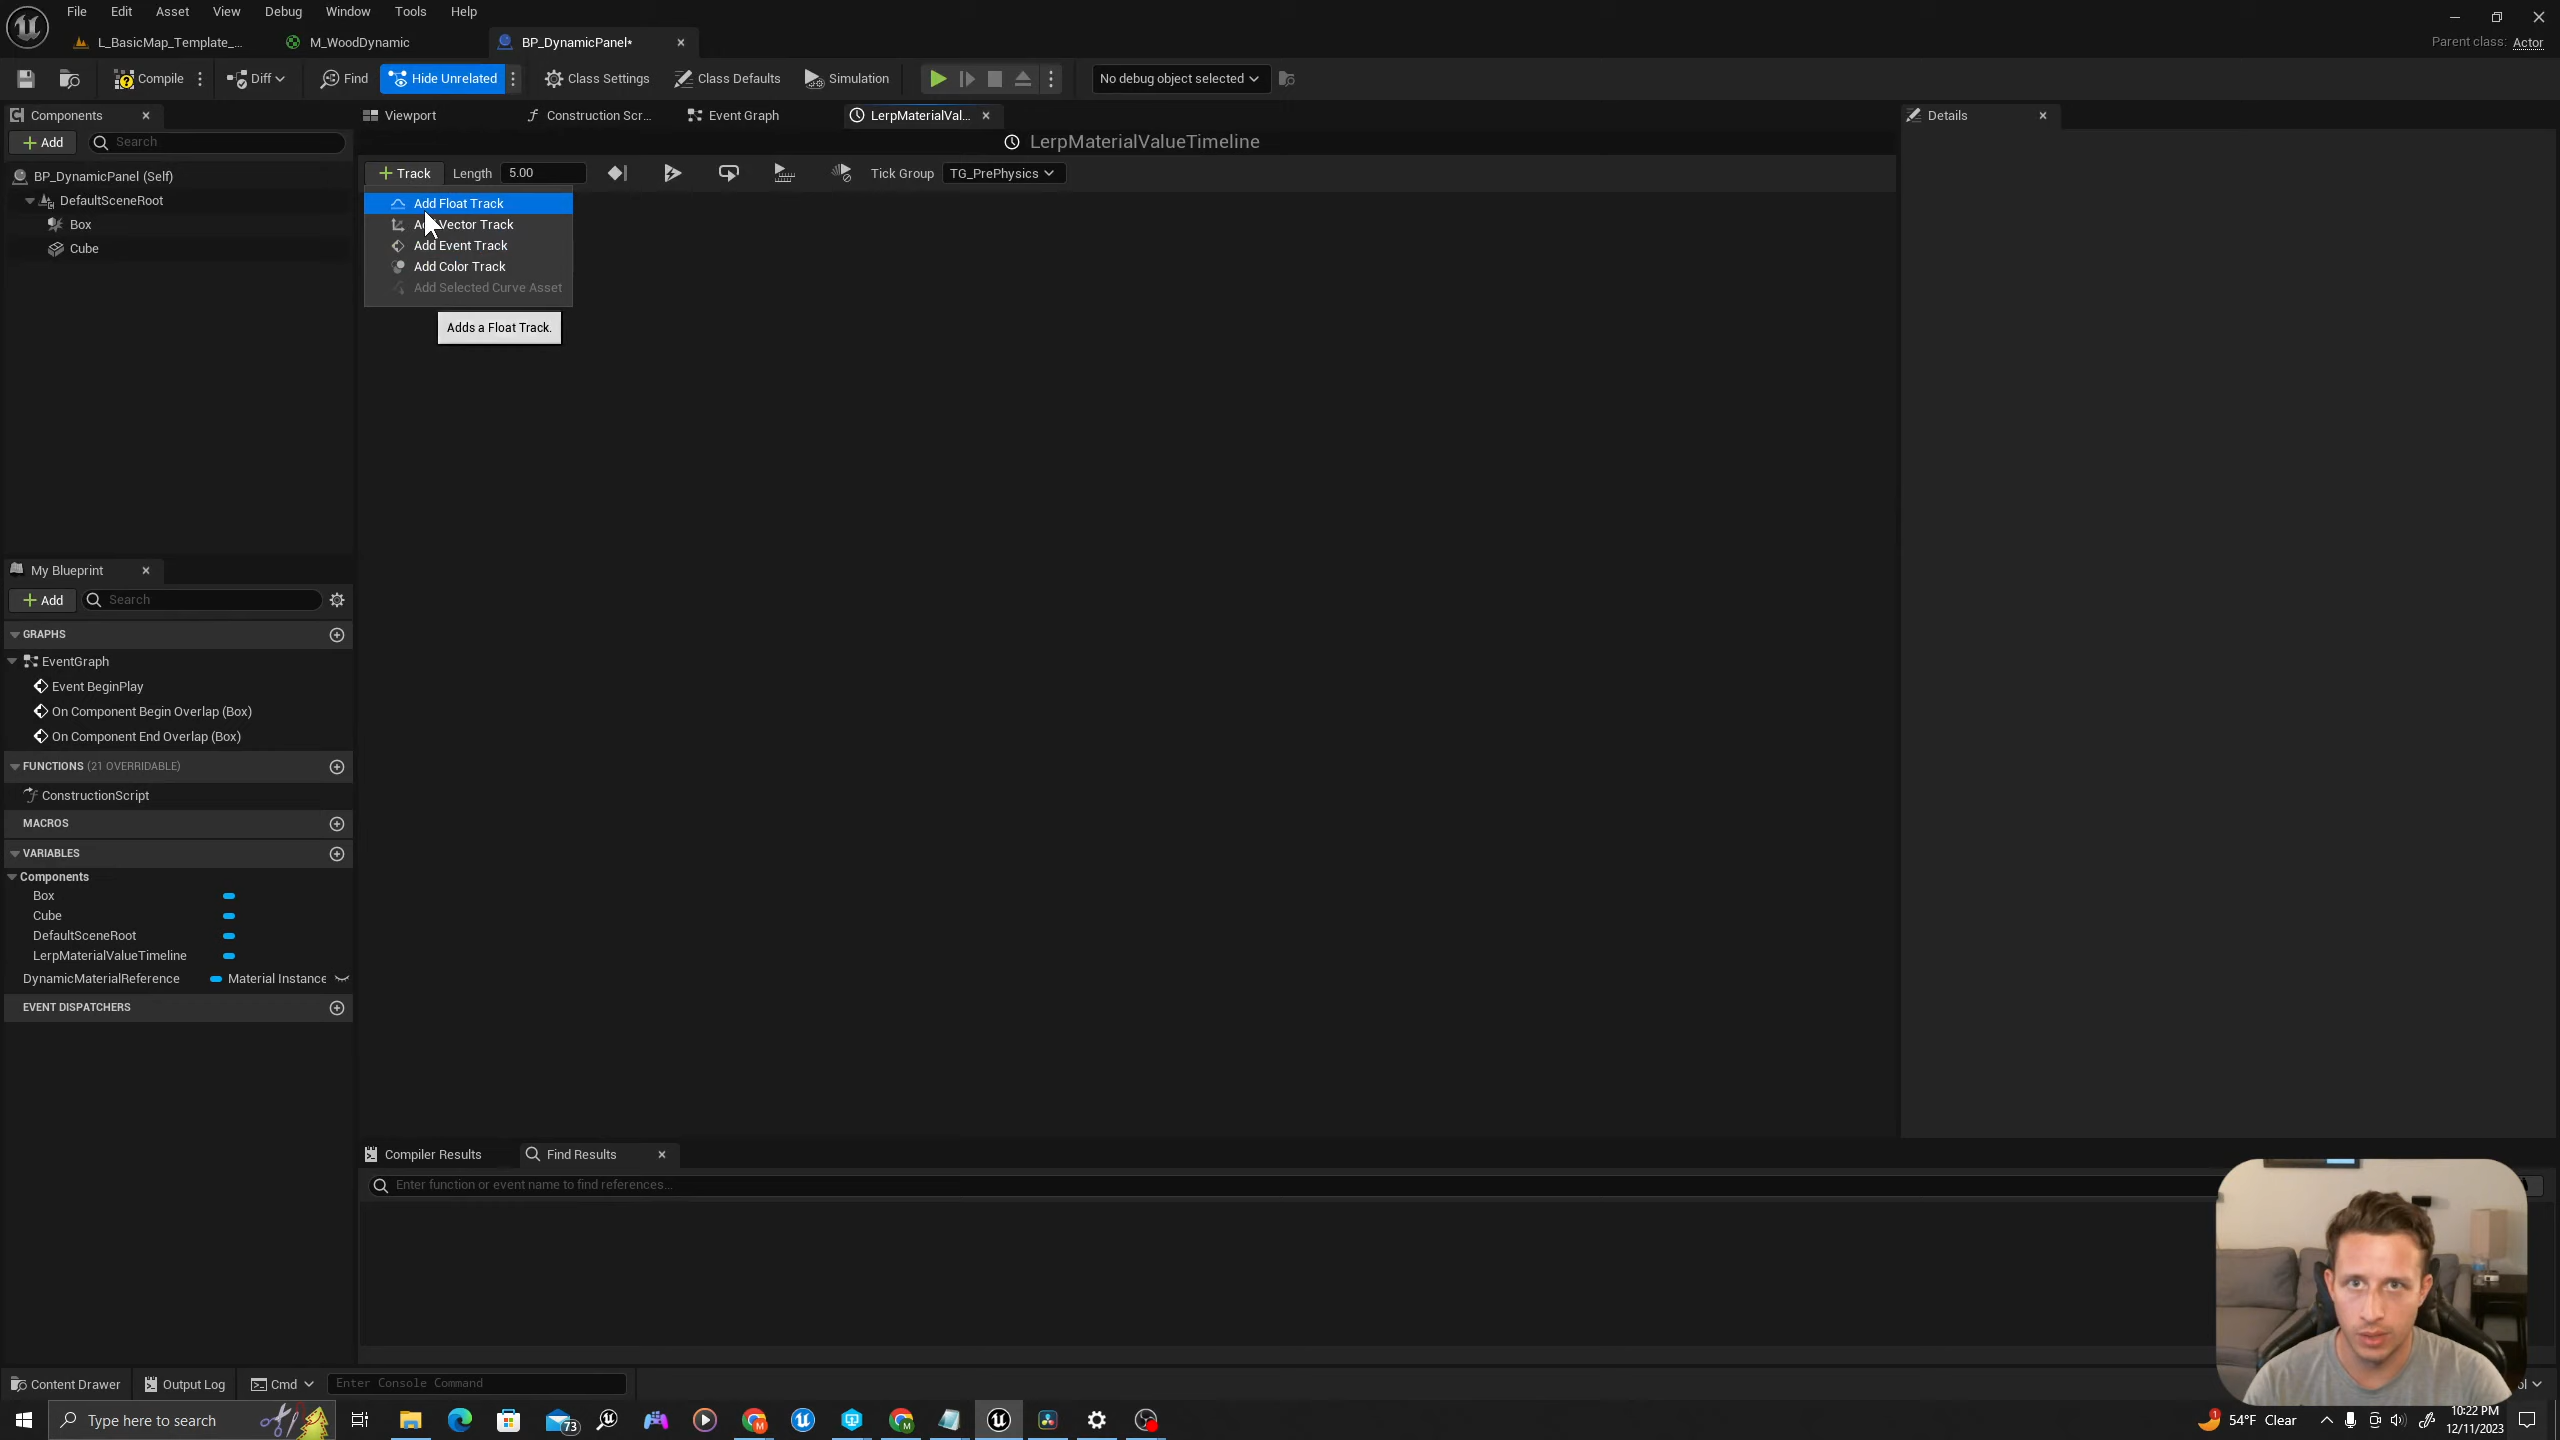 File Edit Asset View Debug Window Tools Help
L_BasicMap_Template_... M_WoodDynamic BP_DynamicPanel*
Parent class: Actor
Compile Diff Find Hide Unrelated Class Settings Class Defaults Simulation No debug object selected
Components Viewport Construction Scr... Event Graph LerpMaterialVal... Details
Add Search
LerpMaterialValueTimeline
Track Length 5.00 Tick Group TG_PrePhysics
BP_DynamicPanel (Self)
DefaultSceneRoot
Box
Cube
Add Float Track
Add Vector Track
Add Event Track
Add Color Track
Add Selected Curve Asset
Adds a Float Track.
My Blueprint
Add Search
GRAPHS
EventGraph
Event BeginPlay
On Component Begin Overlap (Box)
On Component End Overlap (Box)
FUNCTIONS (21 OVERRIDABLE)
ConstructionScript
MACROS
VARIABLES
Components
Box
Cube
DefaultSceneRoot
LerpMaterialValueTimeline
DynamicMaterialReference Material Instance
EVENT DISPATCHERS
Compiler Results Find Results
Enter function or event name to find references...
Content Drawer Output Log Cmd Enter Console Command
Type here to search 73 1 54°F Clear 10:22 PM
12/11/2023